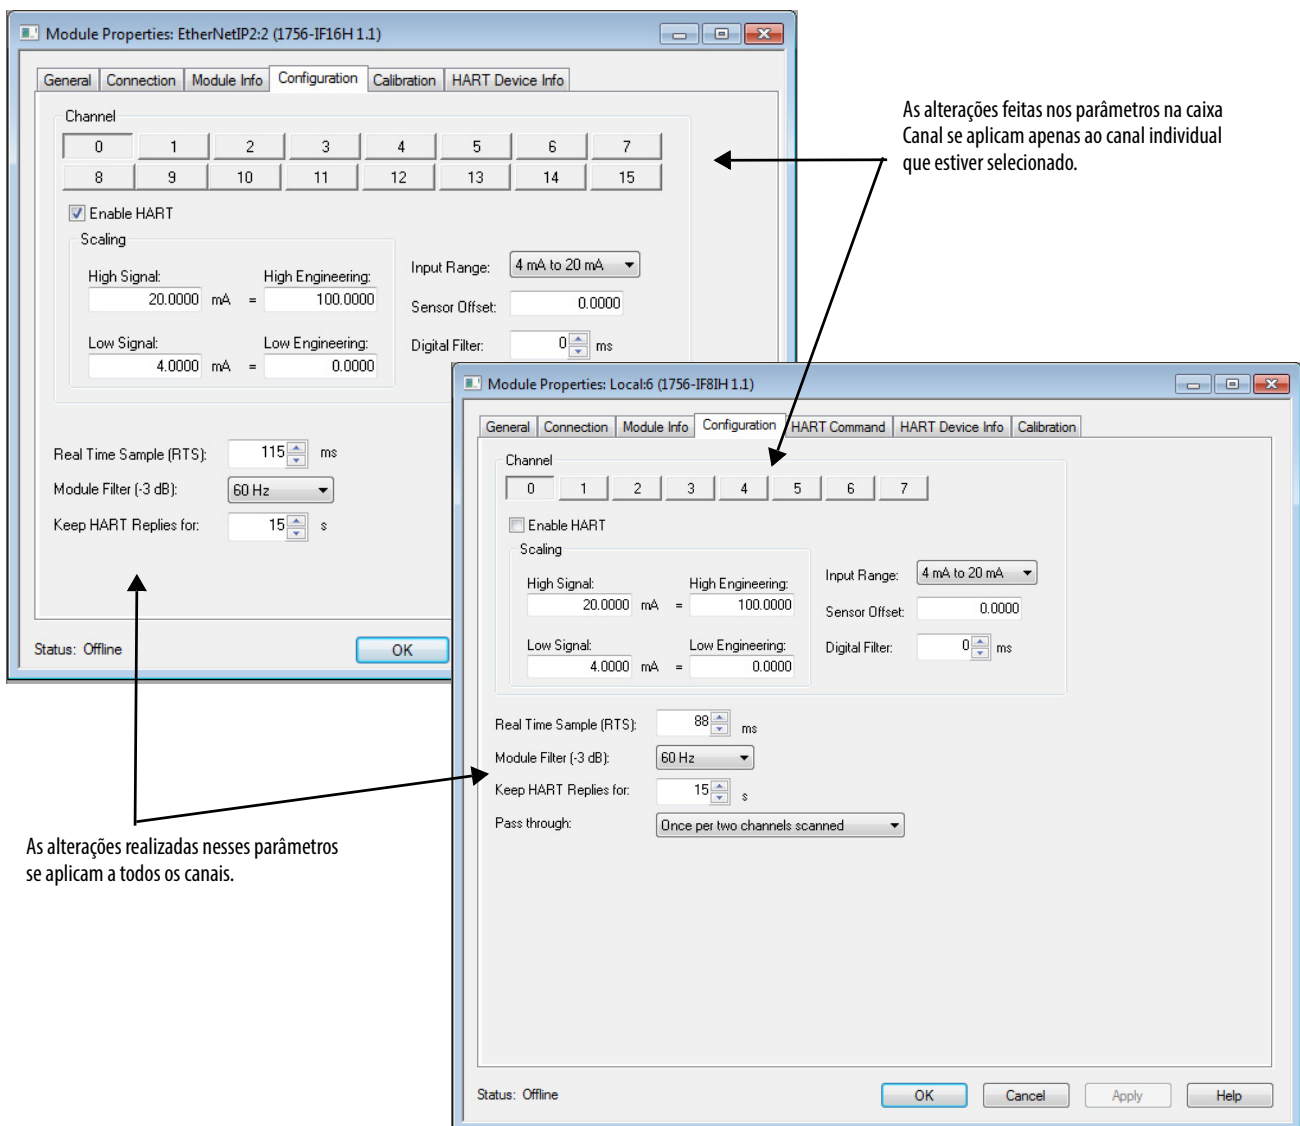 Module Properties: EtherNetIP2:2 (1756-IF16H 1.1)
General Connection Module Info Configuration Calibration HART Device Info
Channel
0 1 2 3 4 5 6 7
8 9 10 11 12 13 14 15
Enable HART
Scaling
High Signal: High Engineering:
20.0000 mA = 100.0000
Low Signal: Low Engineering:
4.0000 mA = 0.0000
Input Range: 4 mA to 20 mA
Sensor Offset: 0.0000
Digital Filter: 0 ms
Real Time Sample (RTS): 115 ms
Module Filter (-3 dB): 60 Hz
Keep HART Replies for: 15 s
Status: Offline
OK
As alterações feitas nos parâmetros na caixa
Canal se aplicam apenas ao canal individual
que estiver selecionado.
Module Properties: Local:6 (1756-IF8IH 1.1)
General Connection Module Info Configuration HART Command HART Device Info Calibration
Channel
0 1 2 3 4 5 6 7
Enable HART
Scaling
High Signal: High Engineering:
20.0000 mA = 100.0000
Low Signal: Low Engineering:
4.0000 mA = 0.0000
Input Range: 4 mA to 20 mA
Sensor Offset: 0.0000
Digital Filter: 0 ms
Real Time Sample (RTS): 88 ms
Module Filter (-3 dB): 60 Hz
Keep HART Replies for: 15 s
Pass through: Once per two channels scanned
Status: Offline
OK Cancel Apply Help
As alterações realizadas nesses parâmetros
se aplicam a todos os canais.